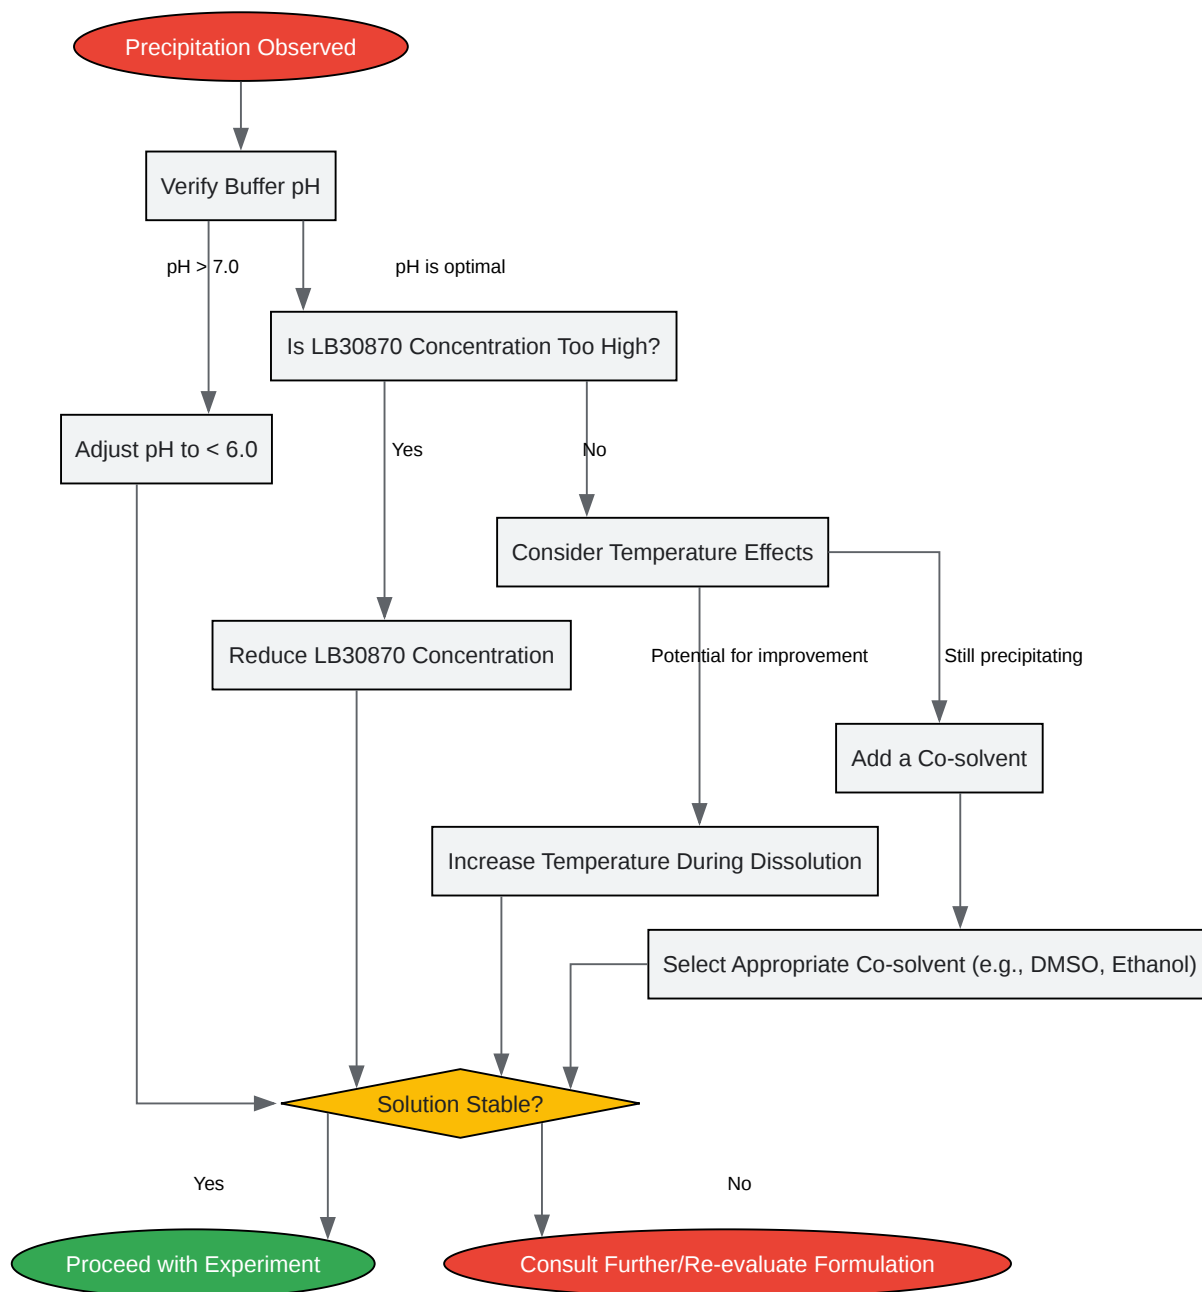 Precipitation Observed
Verify Buffer pH
pH > 7.0
pH is optimal
Is LB30870 Concentration Too High?
Adjust pH to < 6.0
Yes
No
Consider Temperature Effects
Reduce LB30870 Concentration
Potential for improvement
Still precipitating
Add a Co-solvent
Increase Temperature During Dissolution
Select Appropriate Co-solvent (e.g., DMSO, Ethanol)
Solution Stable?
Yes
No
Proceed with Experiment
Consult Further/Re-evaluate Formulation